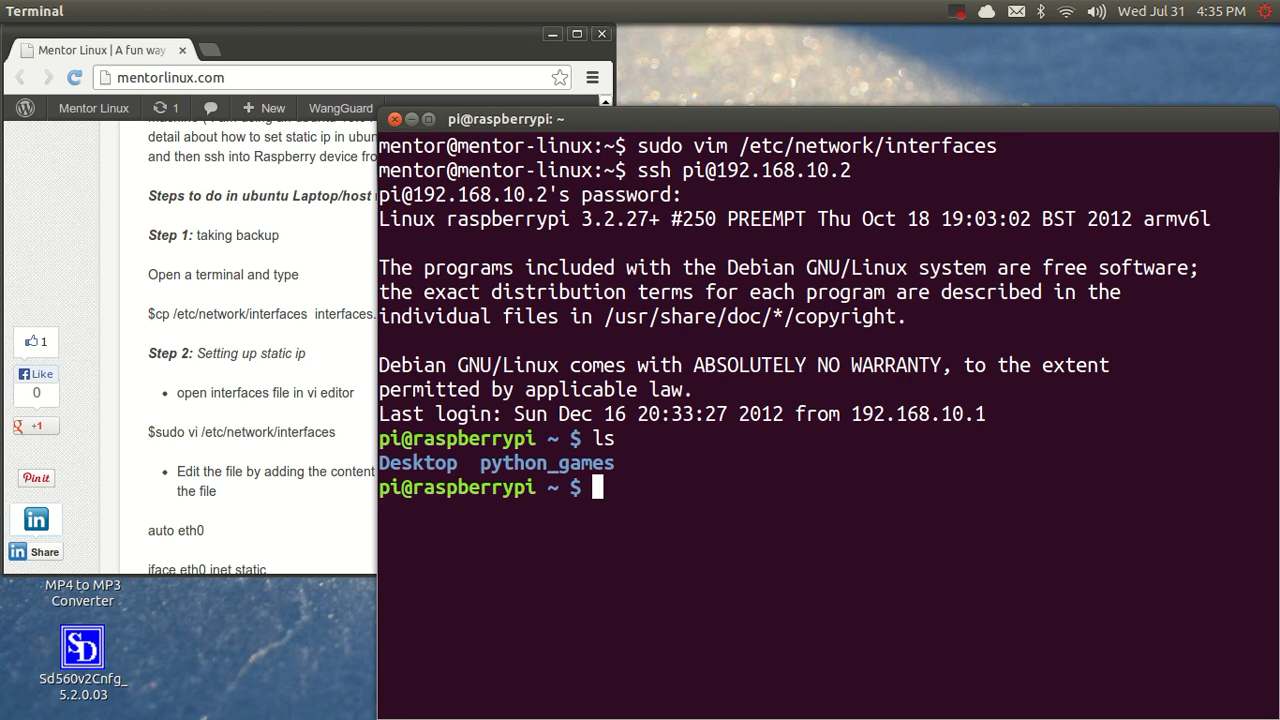 Terminal
Wed Jul 31 4:35 PM
Mentor Linux | A fun way
mentorlinux.com
Mentor Linux 1 New WangGuard
detail about how to set static ip in ubun
and then ssh into Raspberry device fro
Steps to do in ubuntu Laptop/host
Step 1: taking backup
Open a terminal and type
$cp /etc/network/interfaces interfaces.
Step 2: Setting up static ip
• open interfaces file in vi editor
$sudo vi /etc/network/interfaces
• Edit the file by adding the content
the file
auto eth0
iface eth0 inet static
1
Like
0
+1
Pin it
in
in Share
MP4 to MP3
Converter
SD
Sd560v2Cnfg_
5.2.0.03
pi@raspberrypi: ~
mentor@mentor-linux:~$ sudo vim /etc/network/interfaces
mentor@mentor-linux:~$ ssh pi@192.168.10.2
pi@192.168.10.2's password:
Linux raspberrypi 3.2.27+ #250 PREEMPT Thu Oct 18 19:03:02 BST 2012 armv6l
The programs included with the Debian GNU/Linux system are free software;
the exact distribution terms for each program are described in the
individual files in /usr/share/doc/*/copyright.
Debian GNU/Linux comes with ABSOLUTELY NO WARRANTY, to the extent
permitted by applicable law.
Last login: Sun Dec 16 20:33:27 2012 from 192.168.10.1
pi@raspberrypi ~ $ ls
Desktop python_games
pi@raspberrypi ~ $